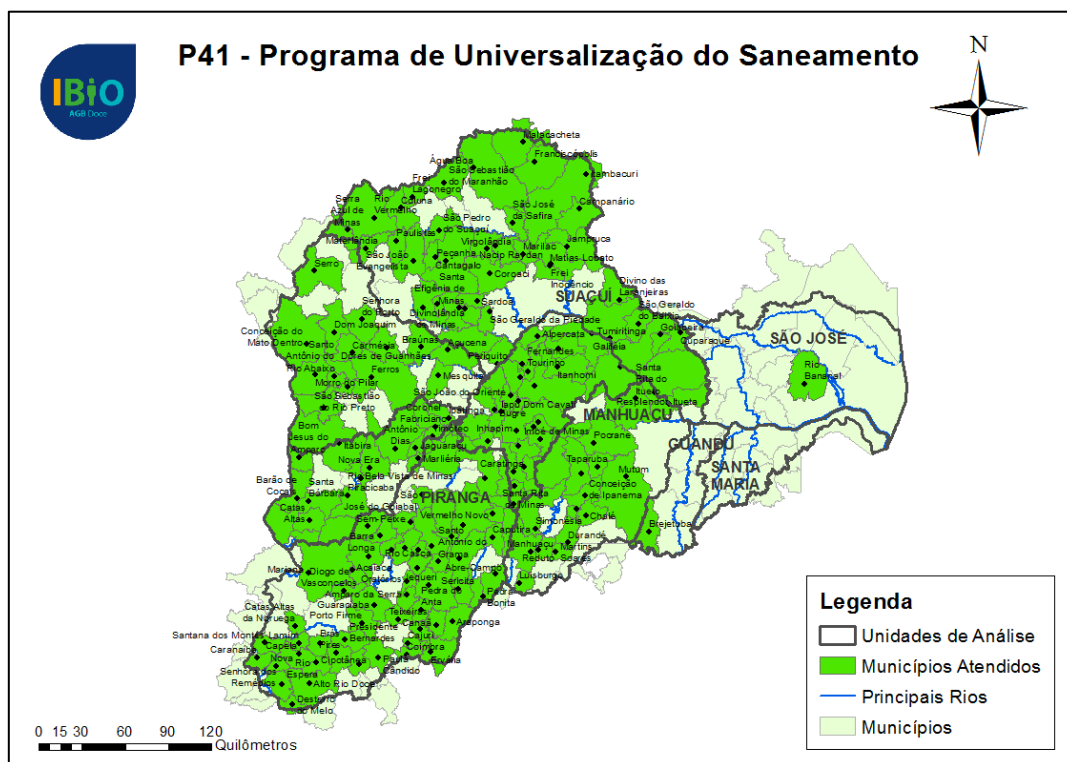 P41 - Programa de Universalização do Saneamento
IBiO
AGB Doce
N
Malacacheta
Franciscópolis
Água Boa
São Sebastião
do Maranhão
Itambacuri
Frei
Lagonegro
Serra
Azul de
Minas
Rio
Vermelho
Coluna
Campanário
São José
da Safira
São Pedro
do Suaçuí
Materlândia
Paulistas
Virgolândia
Marilac
Jampruca
Serro
São João
Evangelista
Peçanha
Nacip Raydan
Matias Lobato
Cantagalo
Coroaci
Frei
Inocêncio
Santa
Efigênia de
Minas
Divino das
Laranjeiras
SUAÇUÍ
Senhora
do Porto
Sardoá
São Geraldo
do Baixio
Divinolândia
de Minas
São Geraldo da Piedade
Goiabeira
Cuparaque
SÃO JOSÉ
Dom Joaquim
Conceição do
Mato Dentro
Tumiritinga
Alpercata
Galiléia
Braúnas
Açucena
Santo
Antônio do
Rio Abaixo
Carmésia
Dores de Guanhães
Periquito
Fernandes
Tourinho
Rio
Bananal
Ferros
Mesquita
Itanhomi
Santa
Rita do
Itueto
Morro do Pilar
São Sebastião
do Rio Preto
São João do Oriente
Resplendor
Itueta
Iapu
Dom Cavati
MANHUAÇU
Coronel
Fabriciano
Ipatinga
Bugre
Bom
Jesus do
Amparo
Antônio
Dias
Timóteo
Inhapim
Imbé de Minas
GUANDU
Itabira
Jaguaraçu
Pocrane
Nova Era
Marliéria
SANTA
MARIA
Bela Vista de Minas
Caratinga
Taparuba
Mutum
Rio
Piracicaba
Barão de
Cocais
Santa
Bárbara
Conceição
de Ipanema
São
José do Goiabal
PIRANGA
Santa Rita
de Minas
Catas
Altas
Vermelho Novo
Chalé
Sem-Peixe
Simonésia
Brejetuba
Santo
Antônio do
Grama
Caputira
Durandé
Barra
Longa
Manhuaçu
Martins
Soares
Rio Casca
Reduto
Mariana
Acaiaca
Abre-Campo
Diogo de
Vasconcelos
Oratórios
Jequeri
Sericita
Luisburgo
Amparo da Serra
Pedra do
Anta
Pedra
Bonita
Guaraciaba
Catas Altas
da Noruega
Porto Firme
Teixeiras
Araponga
Canaã
Presidente
Bernardes
Santana dos Montes
Lamim
Brás
Pires
Cajuri
Caranaíba
Capela
Nova
Coimbra
Rio
Espera
Cipotânea
Paula
Cândido
Ervália
Senhora dos
Remédios
Alto Rio Doce
Desterro
do Melo
Legenda
Unidades de Análise
Municípios Atendidos
Principais Rios
Municípios
0 15 30 60 90 120
Quilômetros